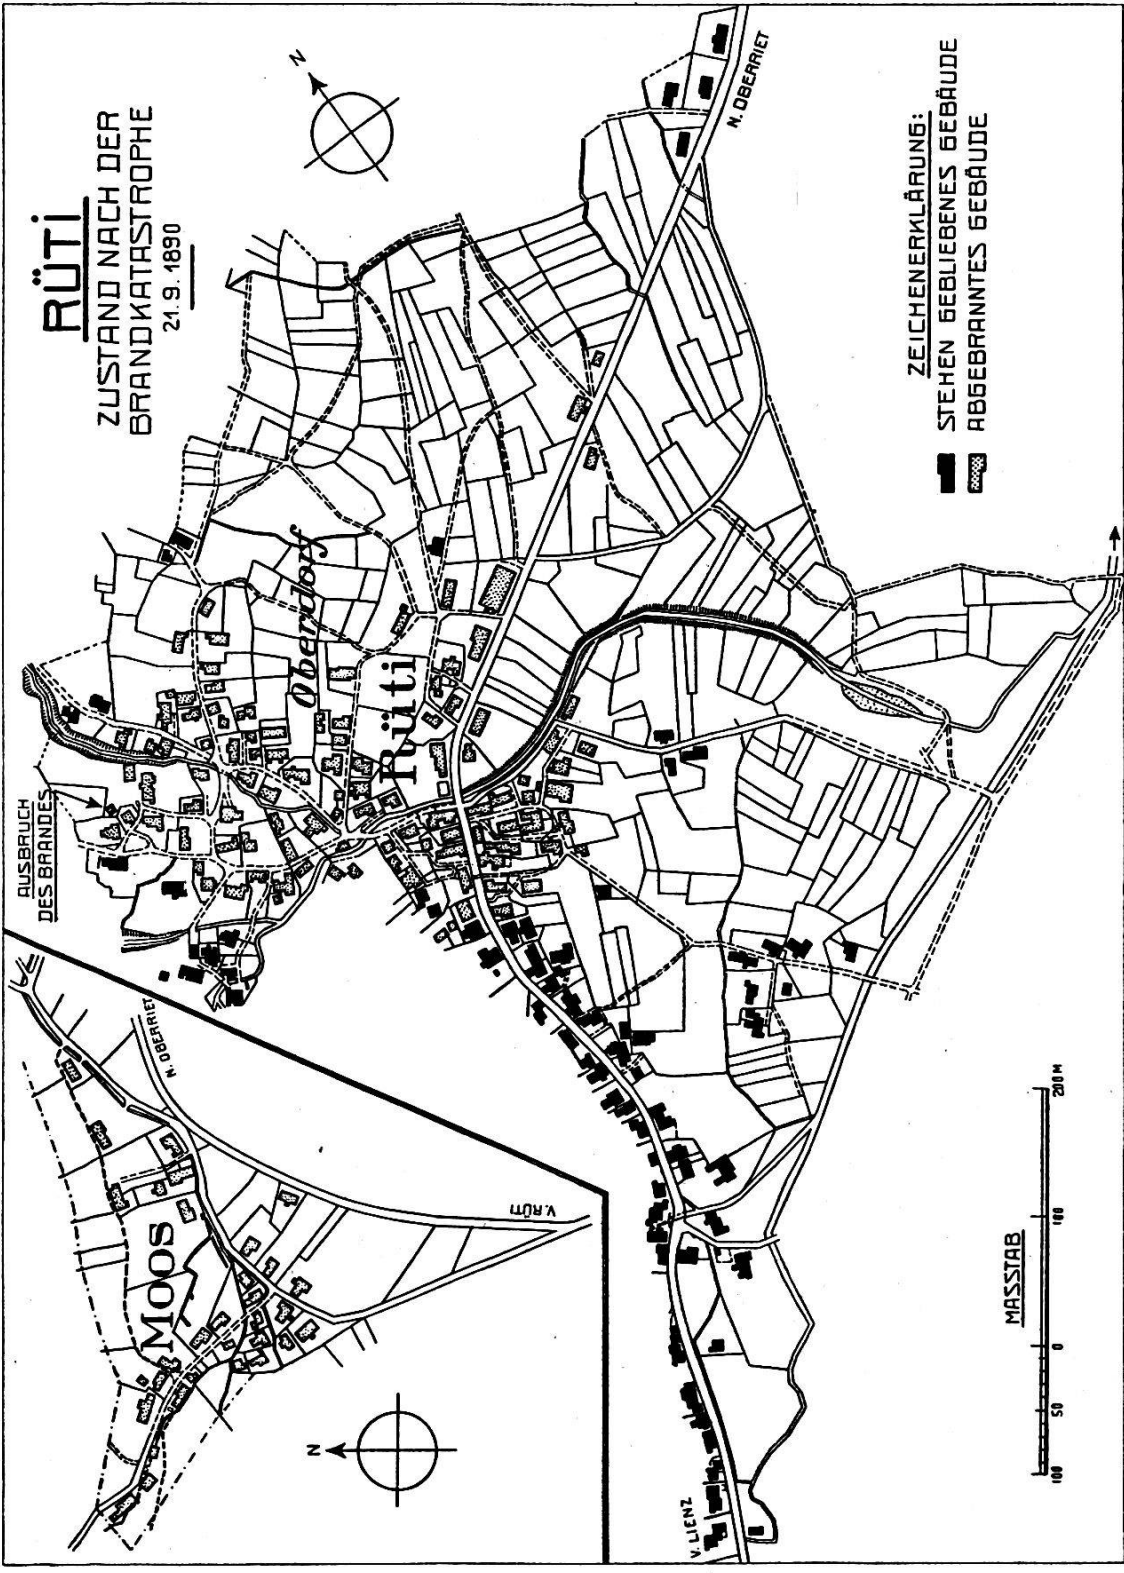 RÜTI
ZUSTAND NACH DER
BRANDKATASTROPHE
21.9.1890
N
N. OBERRIET
ZEICHENERKLÄRUNG:
STEHEN GEBLIEBENES GEBÄUDE
ABGEBRANNTES GEBÄUDE
Oberdorf
Rüti
AUSBRUCH
DES BRANDES
N. OBERRIET
V. RÜTI
MOOS
N
V. LIENZ
MASSTAB
100 50 0 100 200 M